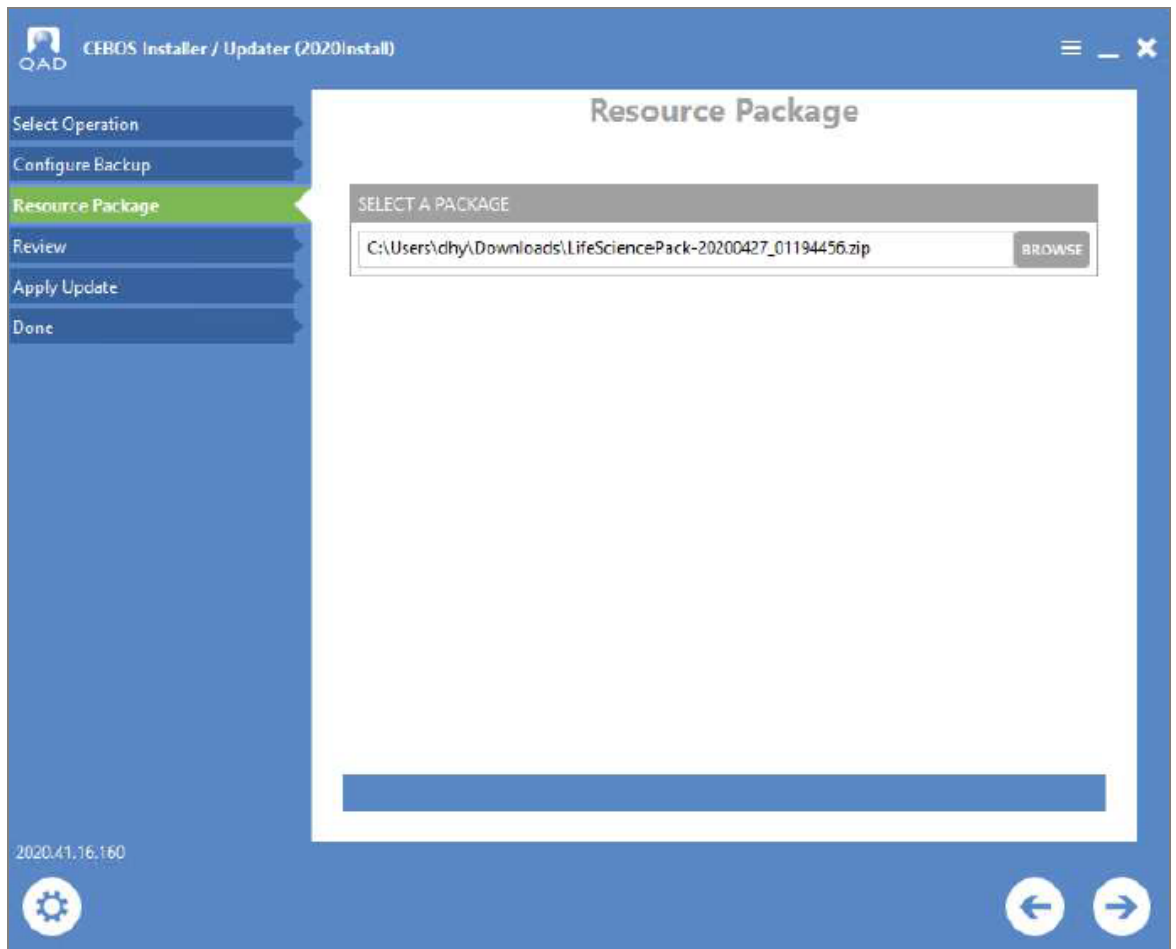 QAD
CEBOS Installer / Updater (2020Install)
Select Operation
Configure Backup
Resource Package
Review
Apply Update
Done
Resource Package
SELECT A PACKAGE
C:\Users\dhy\Downloads\LifeSciencePack-20200427_01194456.zip
BROWSE
2020.41.16.160